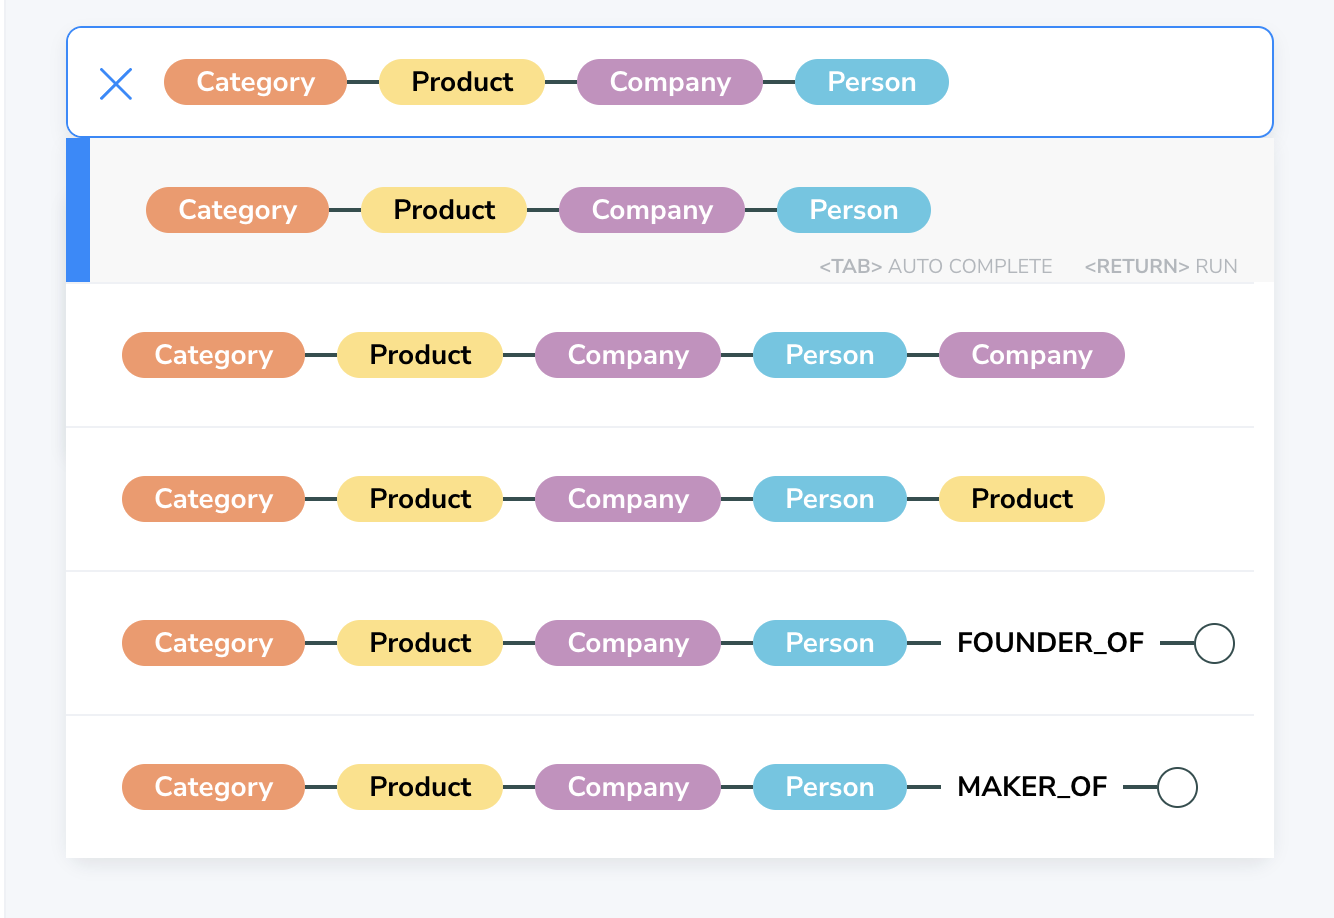 Category Product Company Person
Category Product Company Person
<TAB> AUTO COMPLETE <RETURN> RUN
Category Product Company Person Company
Category Product Company Person Product
Category Product Company Person FOUNDER_OF
Category Product Company Person MAKER_OF